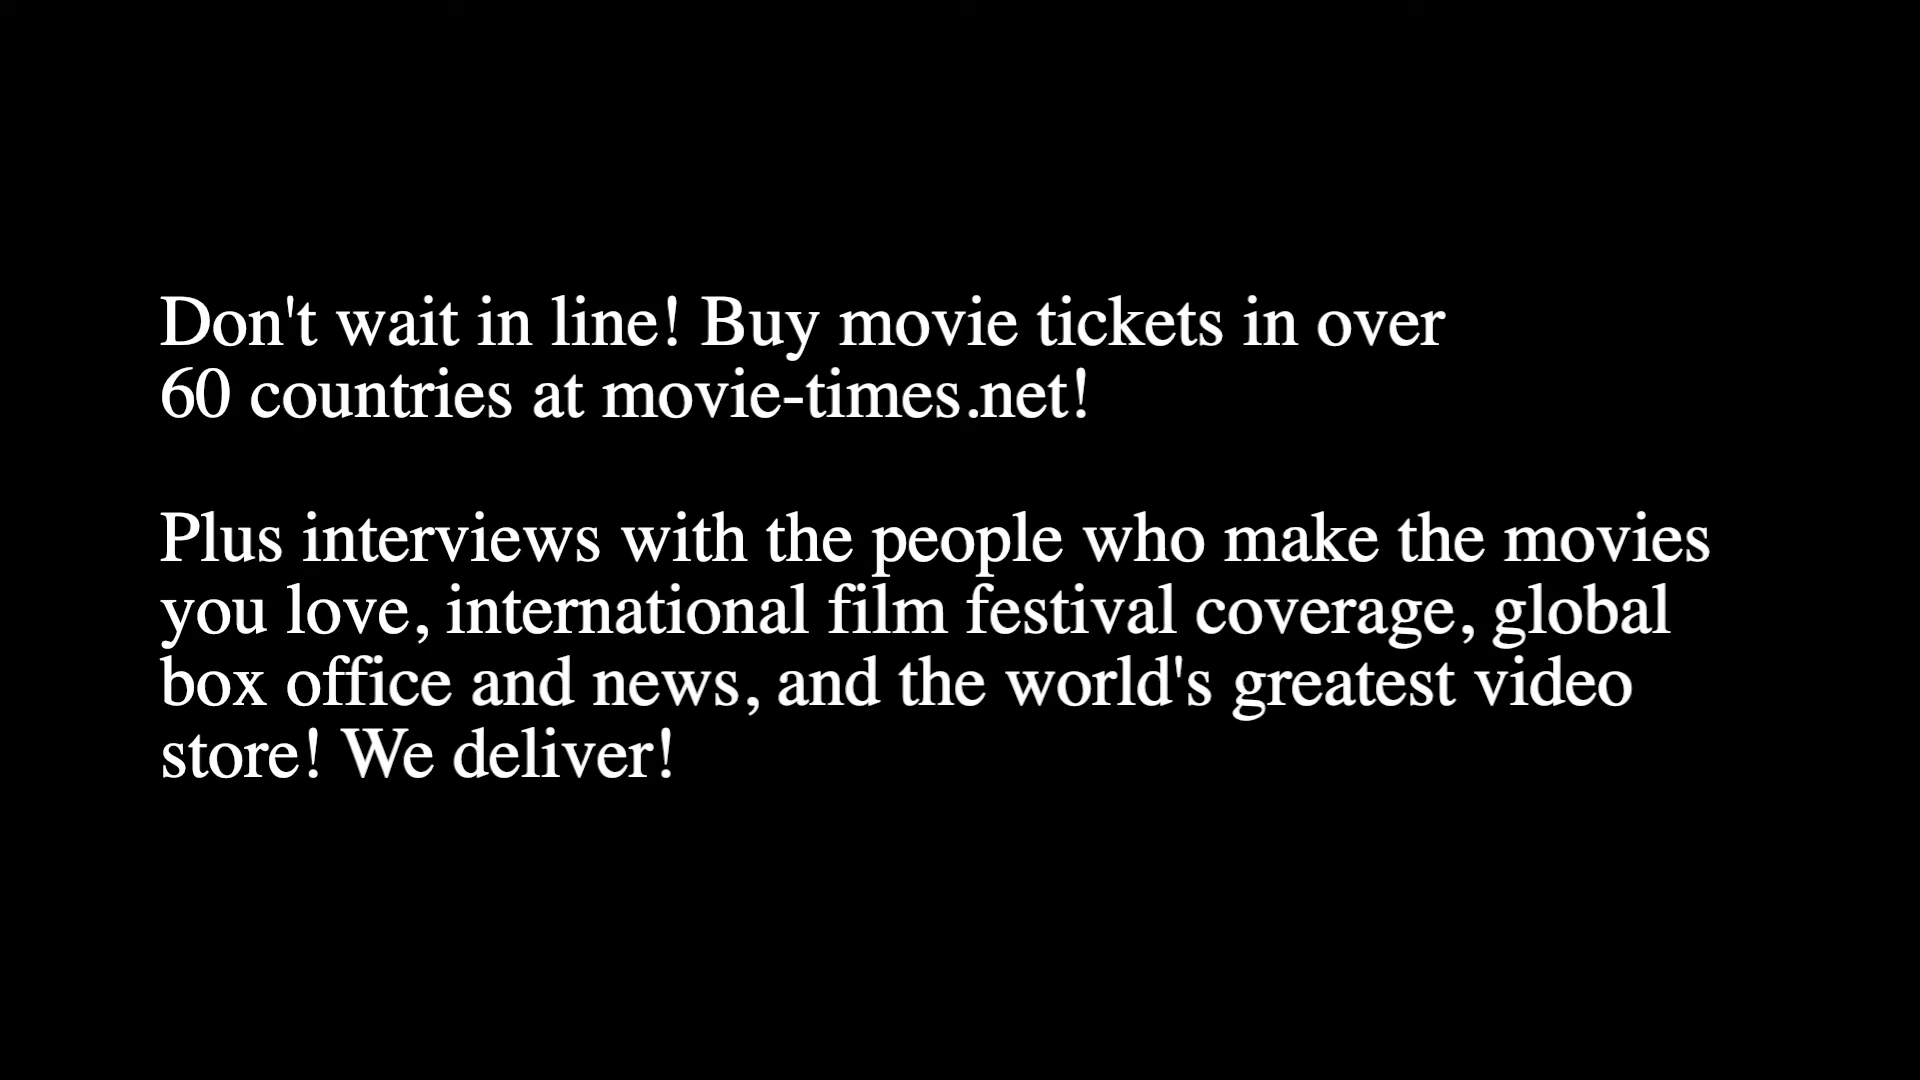 Don't wait in line! Buy movie tickets in over
60 countries at movie-times.net!
Plus interviews with the people who make the movies
you love, international film festival coverage, global
box office and news, and the world's greatest video
store! We deliver!